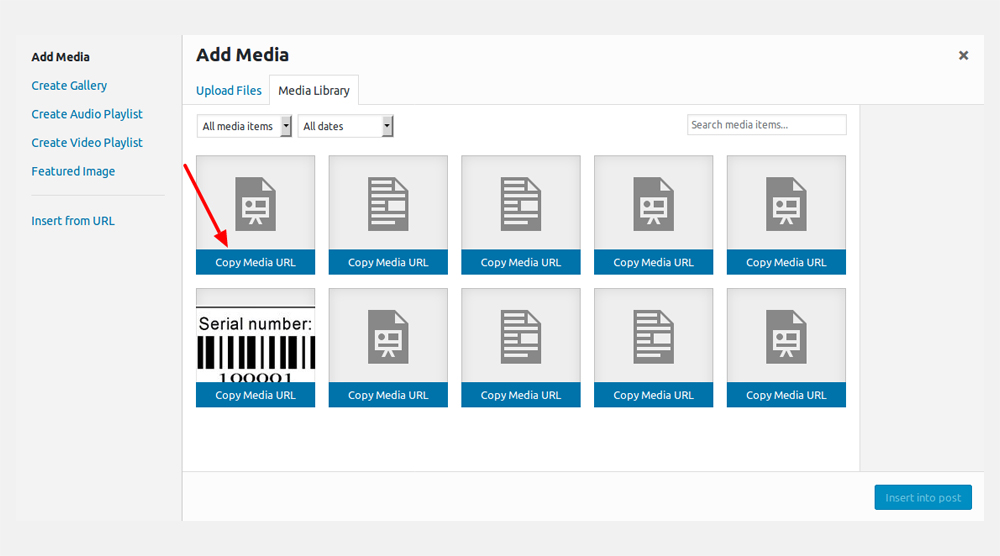 Add Media
Create Gallery
Create Audio Playlist
Create Video Playlist
Featured Image
Insert from URL
Add Media
×
Upload Files
Media Library
All media items
All dates
Search media items...
Copy Media URL
Copy Media URL
Copy Media URL
Copy Media URL
Copy Media URL
Serial number:
100001
Copy Media URL
Copy Media URL
Copy Media URL
Copy Media URL
Copy Media URL
Insert into post